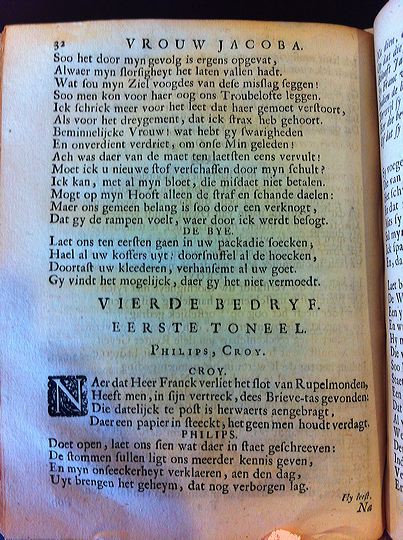 32 VROUW JACOBA.
Soo het door myn gevolg is ergens opgevat,
Alwaer myn slorsigheyt het laten vallen hadt.
Wat sou myn Ziel voogdes van dese misslag seggen!
Soo men kon voor haer oog ons Troubelofte leggen.
Ick schrick meer voor het leet dat haer gemoet verstoort,
Als voor het dreygement, dat ick strax heb gehoort.
Beminnelijcke Vrouw! wat hebt gy swarigheden
En onverdient verdriet, om onse Min geleden!
Ach was daer van de maet ten laetsten eens vervult!
Moet ick u nieuwe stof verschaffen door myn schult?
Ick kan, met al myn bloet, die misdaet niet betalen.
Mogt op myn Hooft alleen de straf en schande daelen:
Maer ons gemeen belang is soo door een verknogt,
Dat gy de rampen voelt, waer door ick werdt besogt.
DE BYE.
Laet ons ten eersten gaen in uw packadie soecken,
Hael al uw koffers uyt: doorsnuffel al de hoecken,
Doortast uw kleederen, verhansemt al uw goet.
Gy vindt het mogelijck, daer gy het niet vermoedt.
VIERDE BEDRYF.
EERSTE TONEEL.
PHILIPS, CROY.
CROY.
NAer dat Heer Franck verliet het slot van Rupelmonden,
Heeft men, in sijn vertreck, dees Brieve-tas gevonden:
Die datelijck te post is herwaerts aengebragt,
Daer een papier in steeckt, het geen men houdt verdagt.
PHILIPS.
Doet open, laet ons sien wat daer in staet geschreeven:
De stommen sullen ligt ons meerder kennis geven,
En myn onseeckerheyt verklaeren, aen den dag,
Uyt brengen het geheym, dat nog verborgen lag.
Hy leest.
Na